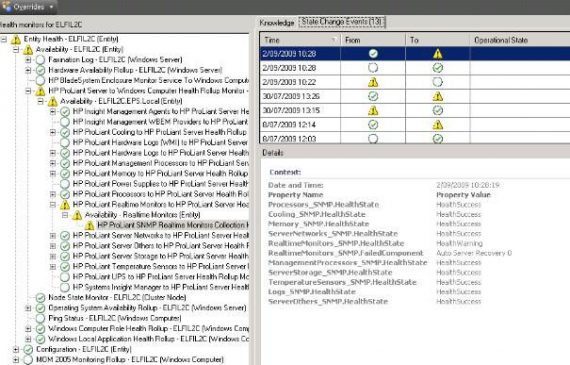 Overrides
Health monitors for ELFIL2C
Entity Health - ELFIL2C (Entity)
Availability - ELFIL2C (Entity)
Faxination Log - ELFIL2C (Windows Server)
Hardware Availability Rollup - ELFIL2C (Windows Server)
HP BladeSystem Enclosure Monitor Service To Windows Comput
HP ProLiant Server to Windows Computer Health Rollup Monitor -
Availability - ELFIL2C.EPS.Local (Entity)
HP Insight Management Agents to HP ProLiant Server Heal
HP Insight Management WBEM Providers to HP ProLiant
HP ProLiant Cooling to HP ProLiant Server Health Rollup
HP ProLiant Hardware Logs (WMI) to HP ProLiant Server
HP ProLiant Hardware Logs to HP ProLiant Server Health
HP ProLiant Management Processors to HP ProLiant Server
HP ProLiant Memory to HP ProLiant Server Health Rollup
HP ProLiant Power Supplies to HP ProLiant Server Health
HP ProLiant Processors to HP ProLiant Server Health Rol
HP ProLiant Realtime Monitors to HP ProLiant Server Heal
Availability - Realtime Monitors (Entity)
HP ProLiant SNMP Realtime Monitors Collection
HP ProLiant Server Networks to HP ProLiant Server Heal
HP ProLiant Server Others to HP ProLiant Server Health
HP ProLiant Server Storage to HP ProLiant Server Health
HP ProLiant Temperature Sensors to HP ProLiant Server
HP ProLiant UPS to HP ProLiant Server Health Rollup Mo
HP Systems Insight Manager to HP ProLiant Server Health
Node State Monitor - ELFIL2C (Cluster Node)
Operating System Availability Rollup - ELFIL2C (Windows Server)
Ping Status - ELFIL2C (Windows Computer)
Windows Computer Role Health Rollup - ELFIL2C (Windows Com
Windows Local Application Health Rollup - ELFIL2C (Windows
Configuration - ELFIL2C (Entity)
MOM 2005 Monitoring Rollup - ELFIL2C (Windows Computer)
Knowledge State Change Events (13)
Time From To Operational State
2/09/2009 10:28
2/09/2009 10:28
2/09/2009 10:22
30/07/2009 13:26
30/07/2009 13:15
8/07/2009 12:14
8/07/2009 12:03
Details
Context:
Date and Time: 2/09/2009 10:28:19
Property Name Property Value
Processors_SNMP.HealthState HealthSuccess
Cooling_SNMP.HealthState HealthSuccess
Memory_SNMP.HealthState HealthSuccess
ServerNetworks_SNMP.HealthState HealthSuccess
RealtimeMonitors_SNMP.HealthState HealthWarning
RealtimeMonitors_SNMP.FailedComponent Auto Server Recovery 0
ManagementProcessors_SNMP.HealthState HealthSuccess
ServerStorage_SNMP.HealthState HealthSuccess
TemperatureSensors_SNMP.HealthState HealthSuccess
Logs_SNMP.HealthState HealthSuccess
ServerOthers_SNMP.HealthState HealthSuccess